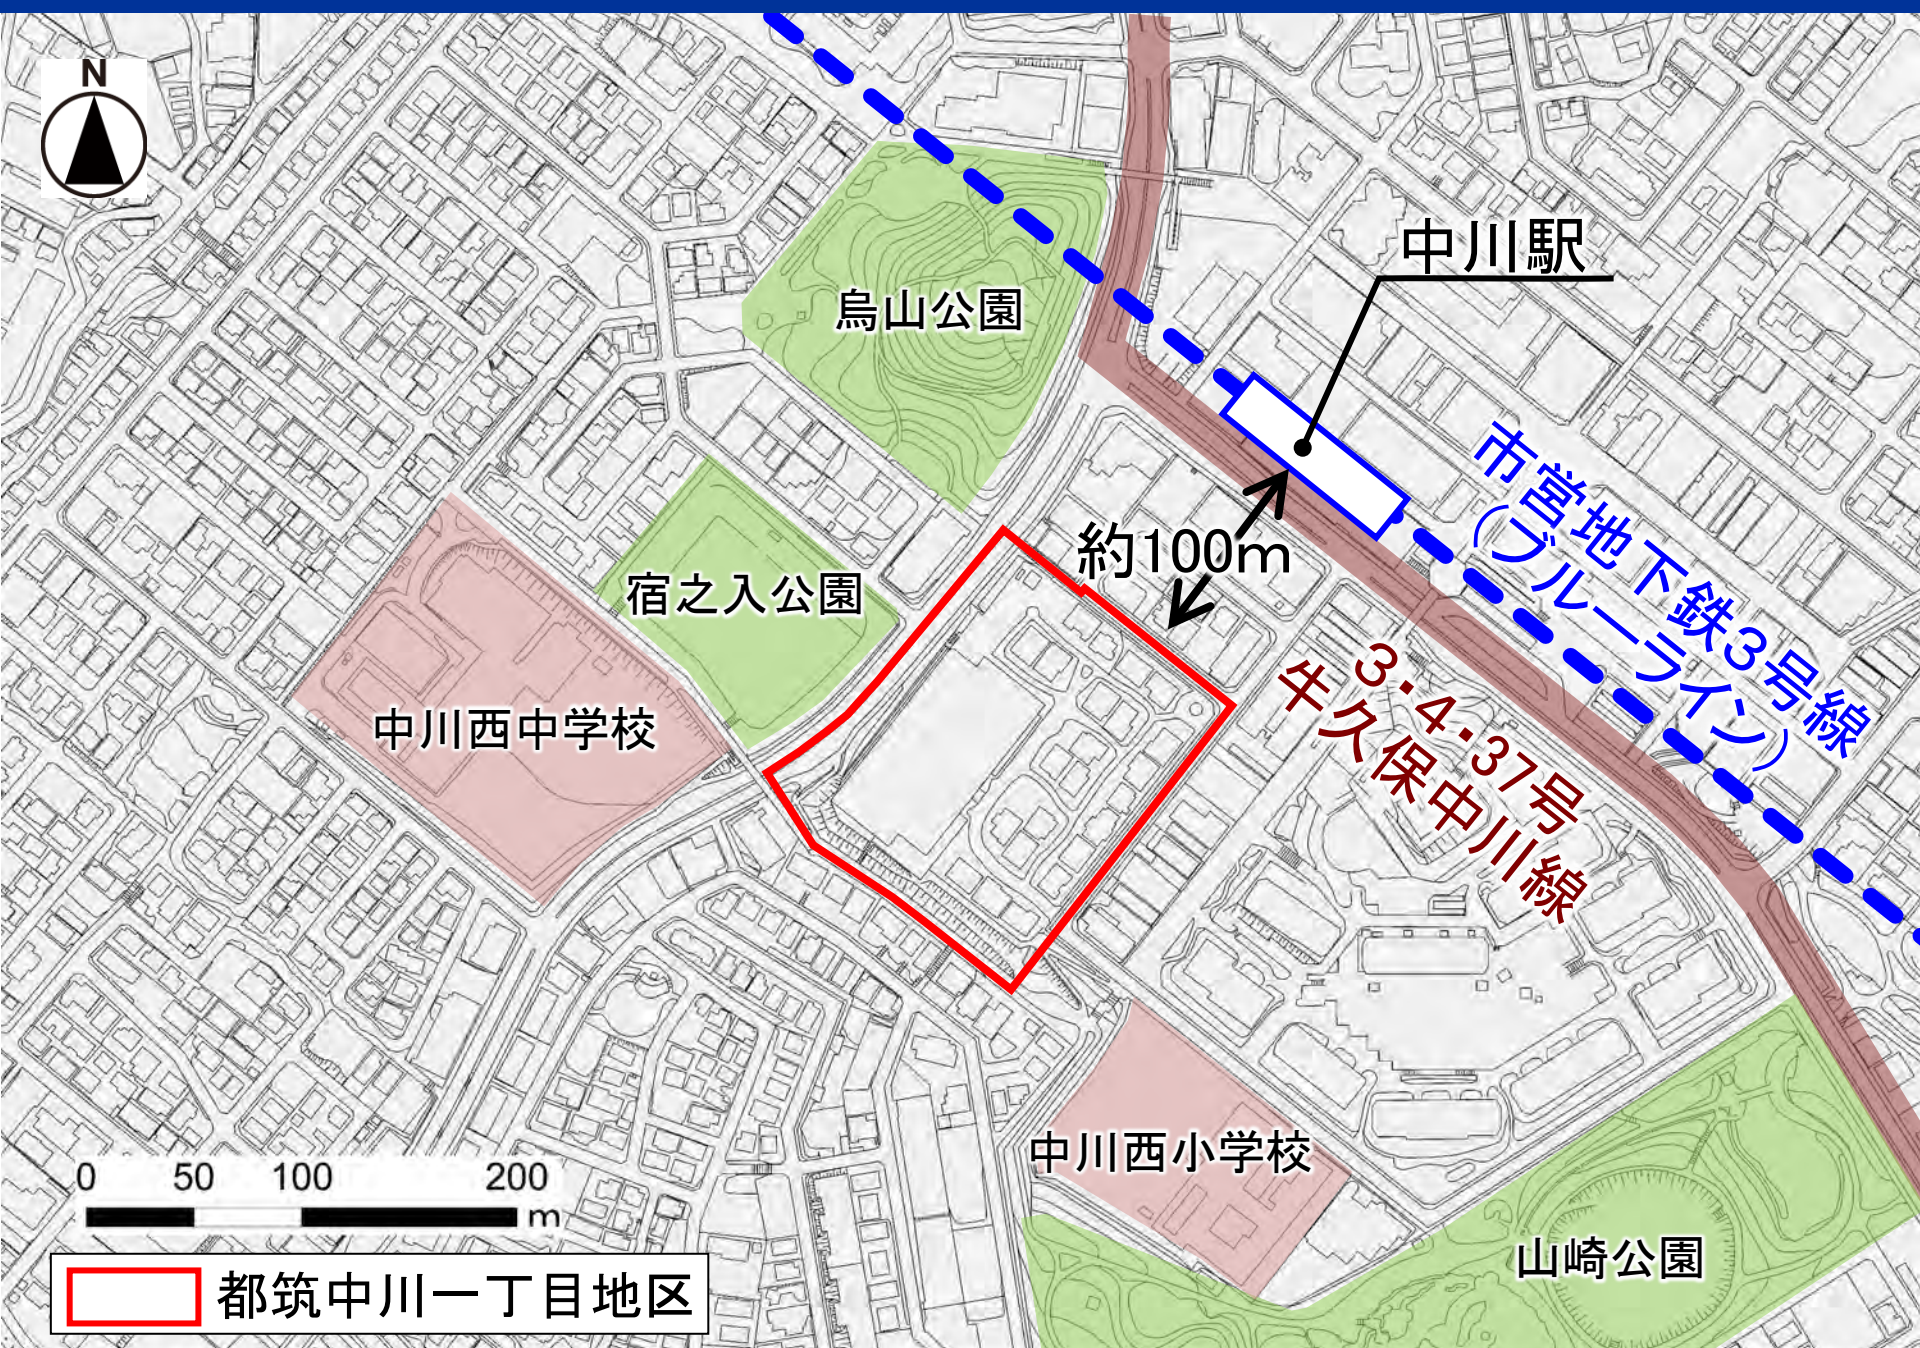 N
中川駅
烏山公園
市営地下鉄3号線
（ブルーライン）
約100m
宿之入公園
3・4・37号
牛久保中川線
中川西中学校
中川西小学校
山崎公園
0 50 100 200
m
都筑中川一丁目地区